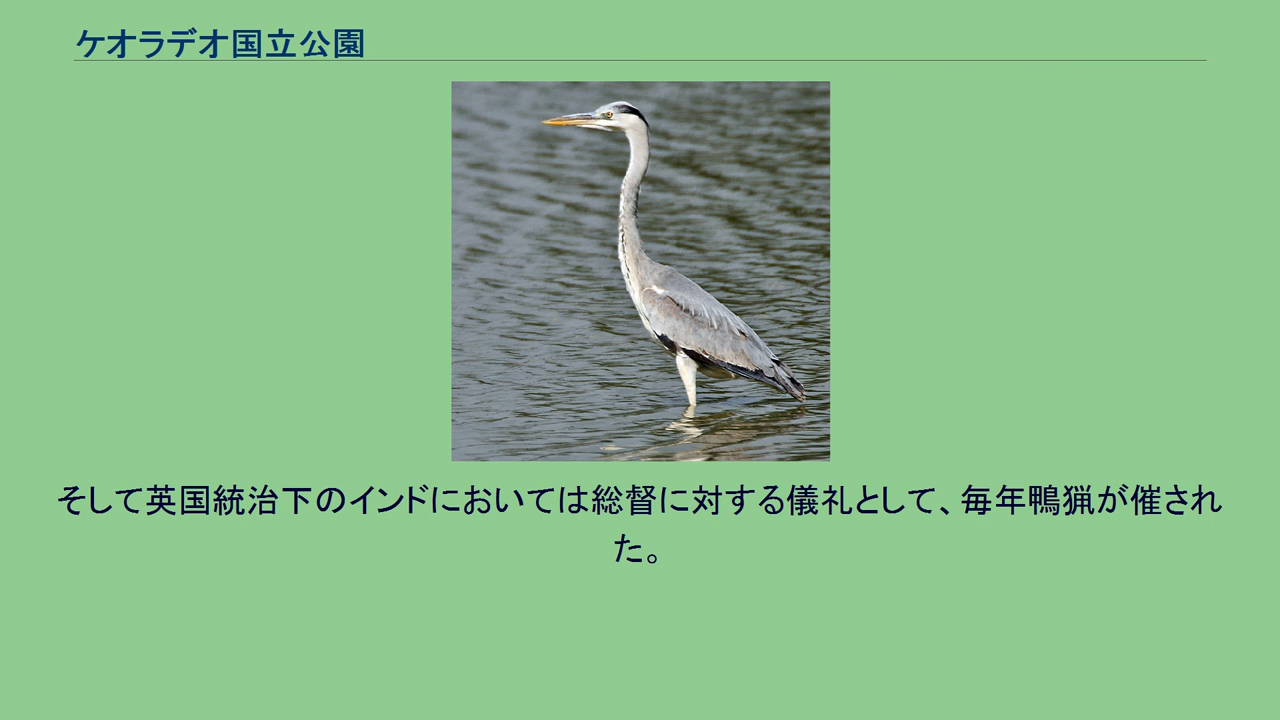 ケオラデオ国立公園
そして英国統治下のインドにおいては総督に対する儀礼として、毎年鴨猟が催され
た。